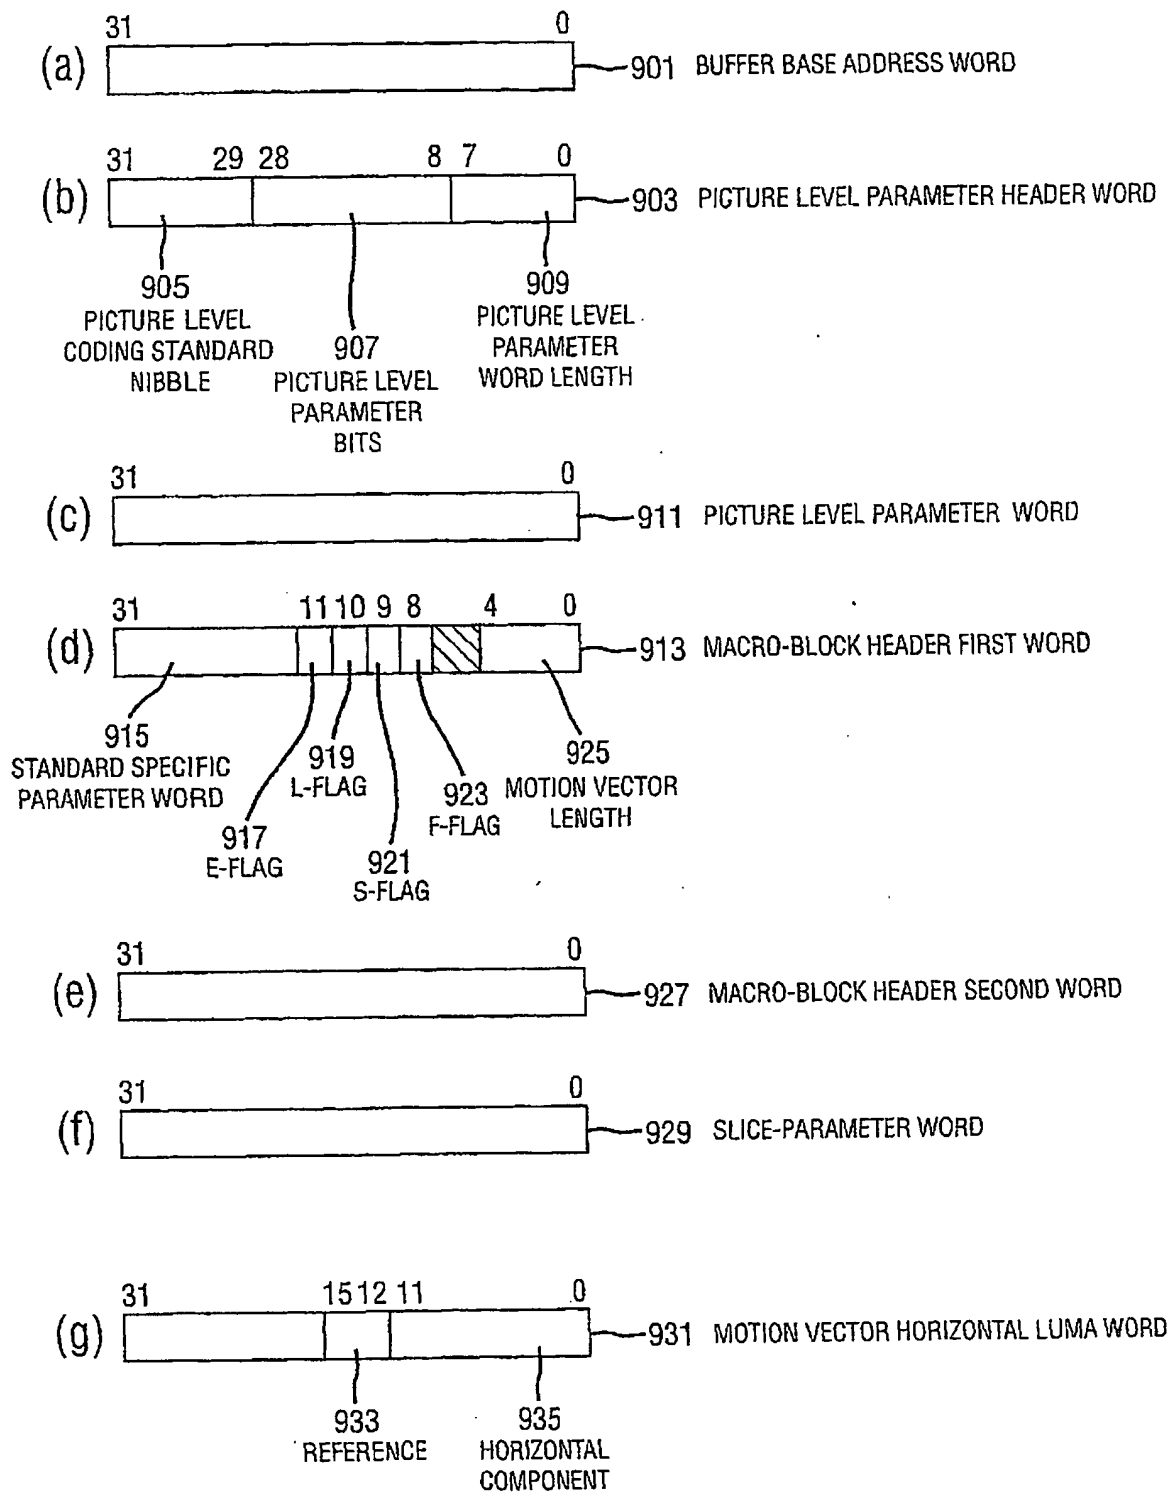 31 0
(a) 901 BUFFER BASE ADDRESS WORD
31 29 28 8 7 0
(b) 903 PICTURE LEVEL PARAMETER HEADER WORD
905
PICTURE LEVEL
CODING STANDARD
NIBBLE
907
PICTURE LEVEL
PARAMETER
BITS
909
PICTURE LEVEL
PARAMETER
WORD LENGTH
31 0
(c) 911 PICTURE LEVEL PARAMETER WORD
31 11 10 9 8 4 0
(d) 913 MACRO-BLOCK HEADER FIRST WORD
915
STANDARD SPECIFIC
PARAMETER WORD
917
E-FLAG
919
L-FLAG
921
S-FLAG
923
F-FLAG
925
MOTION VECTOR
LENGTH
31 0
(e) 927 MACRO-BLOCK HEADER SECOND WORD
31 0
(f) 929 SLICE-PARAMETER WORD
31 15 12 11 0
(g) 931 MOTION VECTOR HORIZONTAL LUMA WORD
933
REFERENCE
935
HORIZONTAL
COMPONENT